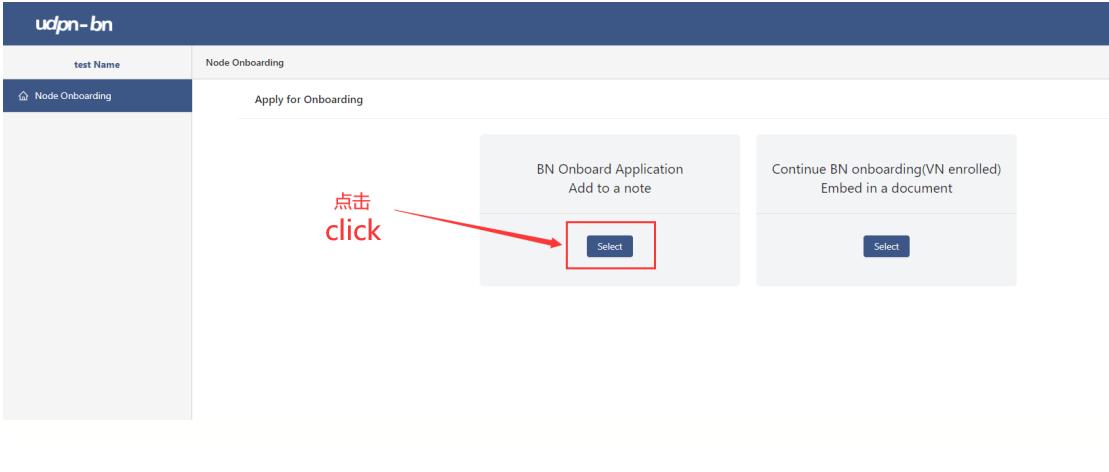 udpn-bn
test Name
Node Onboarding
Node Onboarding
Apply for Onboarding
BN Onboard Application
Add to a note
Continue BN onboarding(VN enrolled)
Embed in a document
点击
click
Select
Select